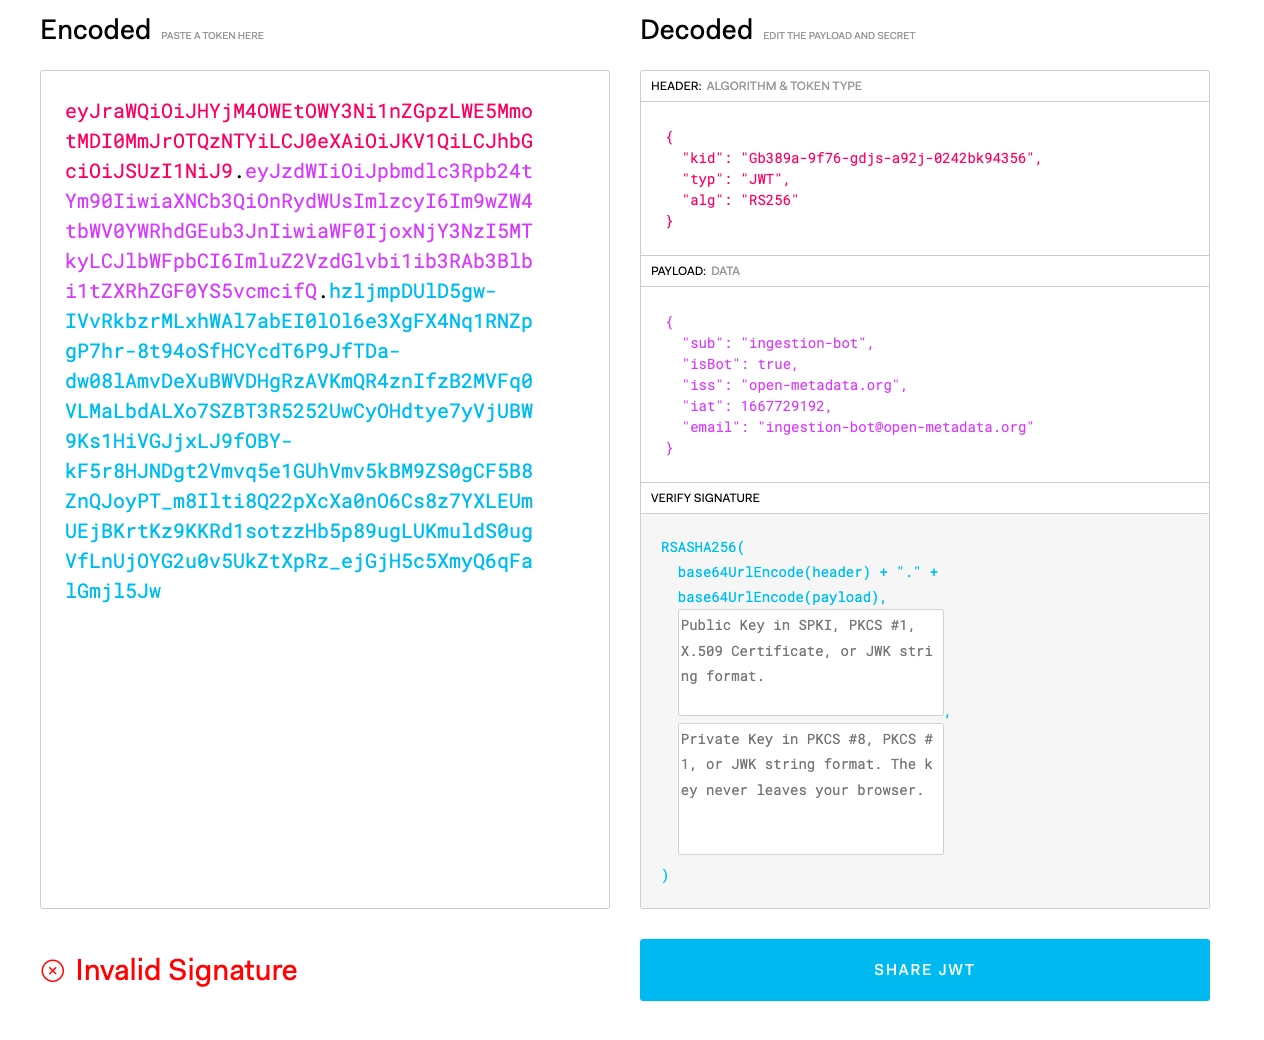 Encoded PASTE A TOKEN HERE
eyJraWQiOiJHYjM4OWEtOWY3Ni1nZGpzLWE5Mmo
tMDI0MmJrOTQzNTYiLCJ0eXAiOiJKV1QiLCJhbG
ciOiJSUzI1NiJ9.eyJzdWIiOiJpbmdlc3Rpb24t
Ym90IiwiaXNCb3QiOnRydWUsImlzcyI6Im9wZW4
tbWV0YWRhdGEub3JnIiwiaWF0IjoxNjY3NzI5MT
kyLCJlbWFpbCI6ImluZ2VzdGlvbi1ib3RAb3Blb
i1tZXRhZGF0YS5vcmcifQ.hzljmpDUlD5gw-
IVvRkbzrMLxhWAl7abEI0lOl6e3XgFX4Nq1RNZp
gP7hr-8t94oSfHCYcdT6P9JfTDa-
dw08lAmvDeXuBWVDHgRzAVKmQR4znIfzB2MVFq0
VLMaLbdALXo7SZBT3R5252UwCyOHdtye7yVjUBW
9Ks1HiVGJjxLJ9fOBY-
kF5r8HJNDgt2Vmvq5e1GUhVmv5kBM9ZS0gCF5B8
ZnQJoyPT_m8Ilti8Q22pXcXa0nO6Cs8z7YXLEUm
UEjBKrtKz9KKRd1sotzzHb5p89ugLUKmuldS0ug
VfLnUjOYG2u0v5UkZtXpRz_ejGjH5c5XmyQ6qFa
lGmjl5Jw
Invalid Signature
Decoded EDIT THE PAYLOAD AND SECRET
HEADER: ALGORITHM & TOKEN TYPE
{
"kid": "Gb389a-9f76-gdjs-a92j-0242bk94356",
"typ": "JWT",
"alg": "RS256"
}
PAYLOAD: DATA
{
"sub": "ingestion-bot",
"isBot": true,
"iss": "open-metadata.org",
"iat": 1667729192,
"email": "ingestion-bot@open-metadata.org"
}
VERIFY SIGNATURE
RSASHA256(
base64UrlEncode(header) + "." +
base64UrlEncode(payload),
Public Key in SPKI, PKCS #1,
X.509 Certificate, or JWK stri
ng format.
,
Private Key in PKCS #8, PKCS #
1, or JWK string format. The k
ey never leaves your browser.
)
SHARE JWT